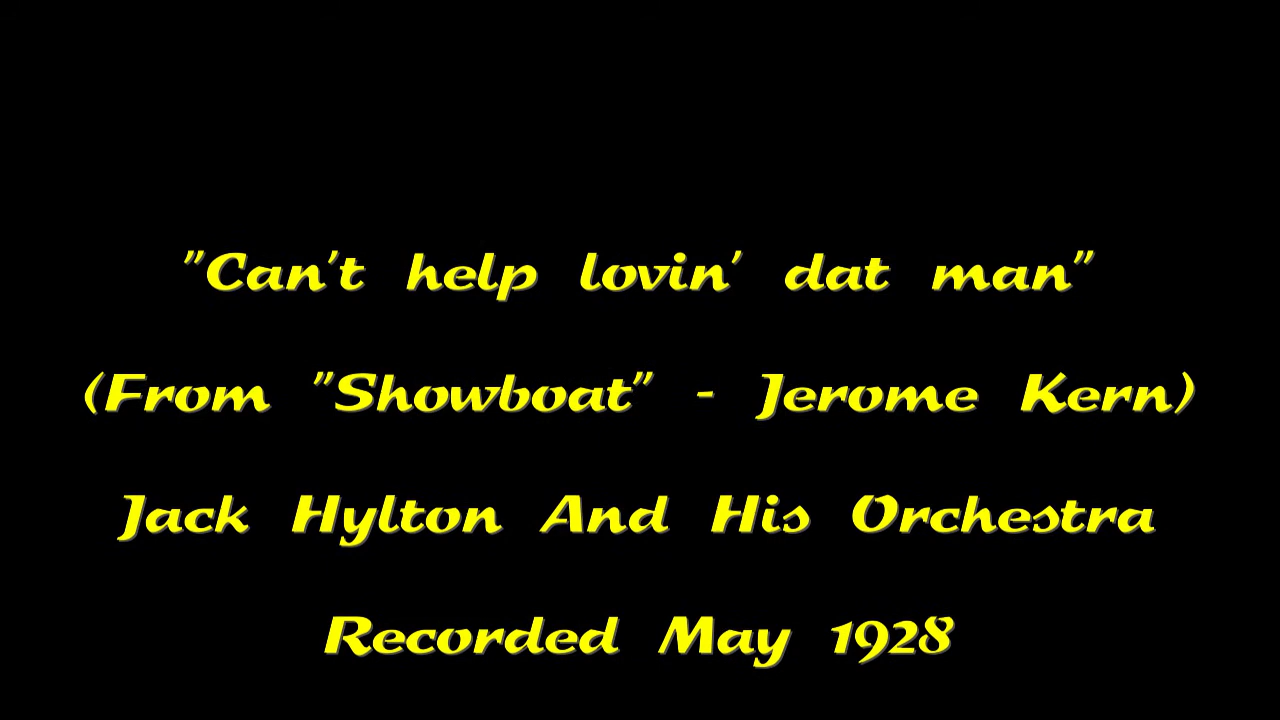 "Can't help lovin' dat man"
(From "Showboat" - Jerome Kern)
Jack Hylton And His Orchestra
Recorded May 1928